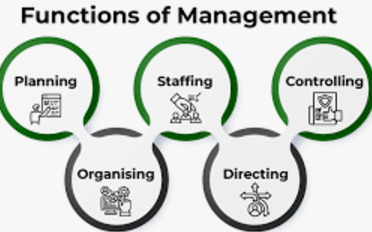 Functions of Management
Planning
Staffing
Controlling
Organising
Directing